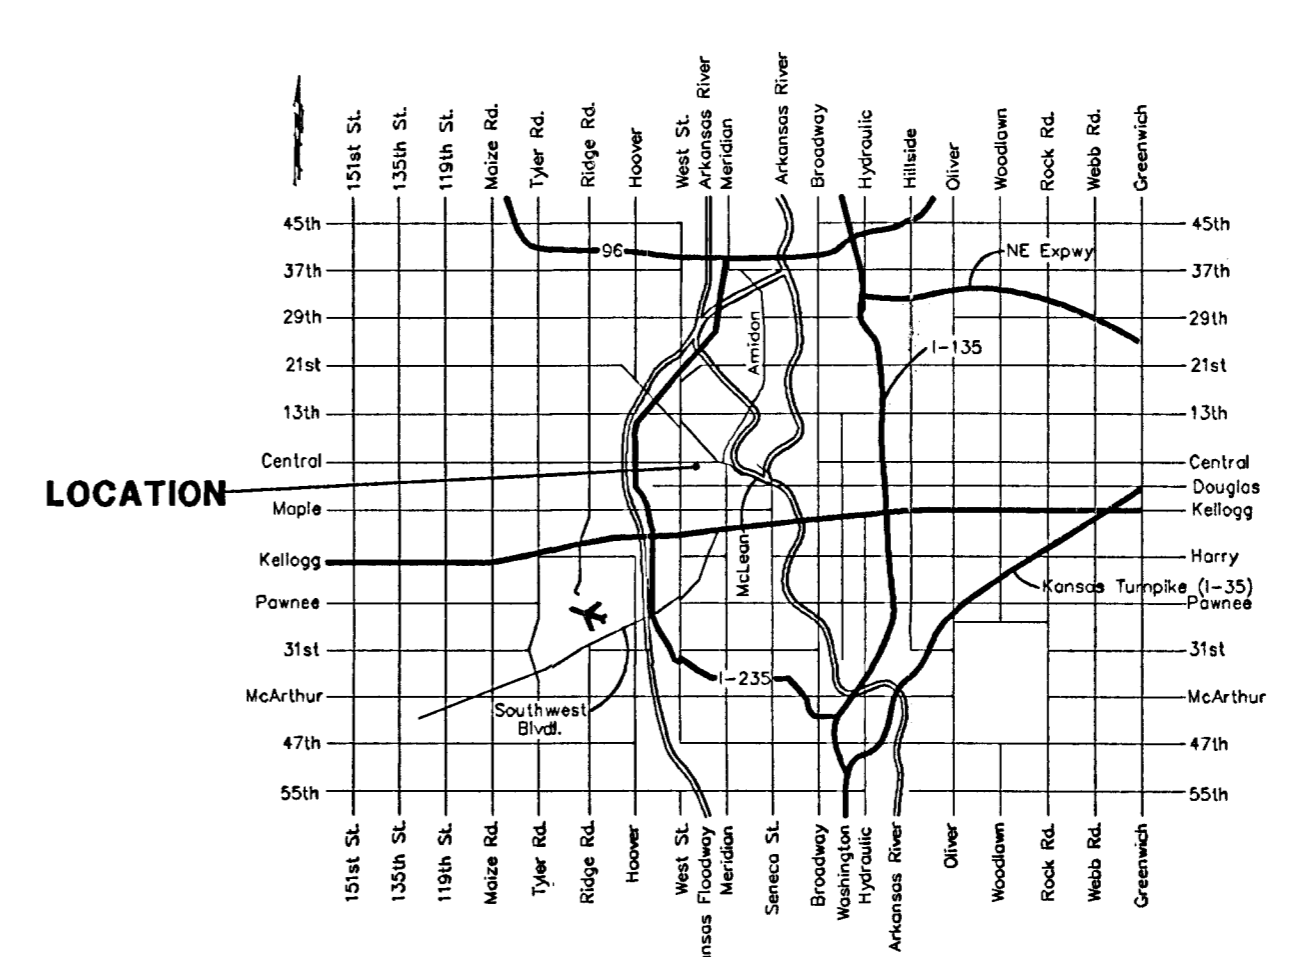 151st St.
135th St.
119th St.
Maize Rd.
Tyler Rd.
Ridge Rd.
Hoover
West St.
Arkansas River
Meridian
Arkansas River
Broadway
Hydraulic
Hillside
Oliver
Woodlawn
Rock Rd.
Webb Rd.
Greenwich
45th
45th
96
NE Expwy
37th
37th
29th
29th
Amidon
I-135
21st
21st
13th
13th
Central
Central
LOCATION
Douglas
Maple
Kellogg
McLean
Kellogg
Harry
Kansas Turnpike (I-35)
Pawnee
Pawnee
31st
31st
I-235
McArthur
McArthur
Southwest
Blvd.
47th
47th
55th
55th
151st St.
135th St.
119th St.
Maize Rd.
Tyler Rd.
Ridge Rd.
Hoover
West St.
nsas Floodway
Meridian
Seneca St.
Broadway
Washington
Hydraulic
Arkansas River
Oliver
Woodlawn
Rock Rd.
Webb Rd.
Greenwich